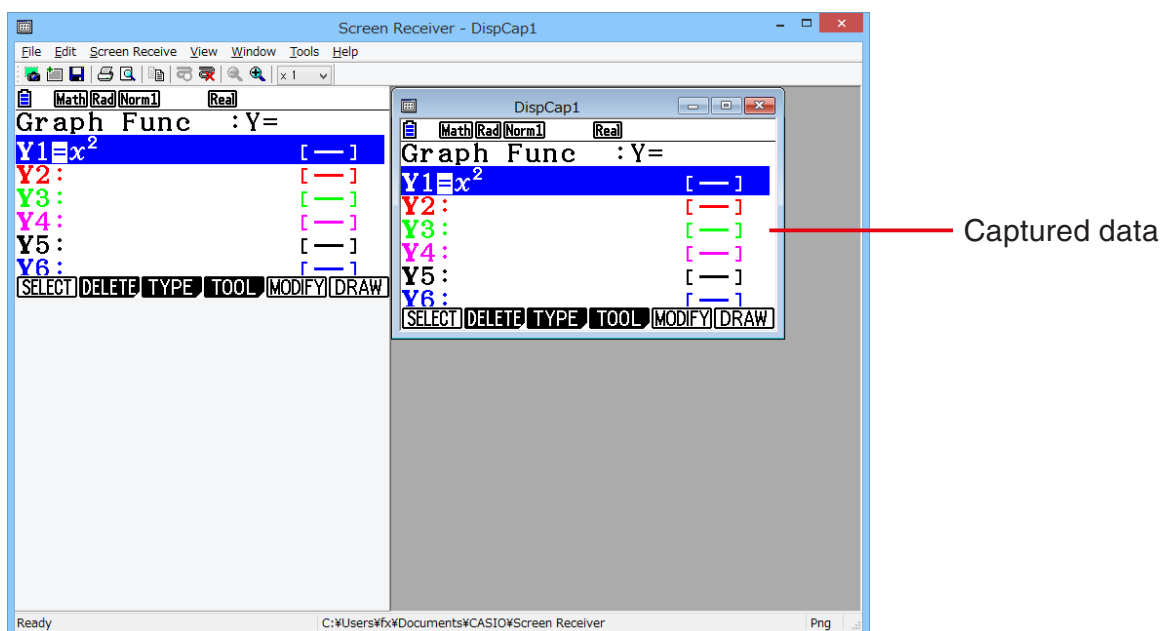 Screen Receiver - DispCap1
File Edit Screen Receive View Window Tools Help
x 1
Math Rad Norm1 Real
Graph Func :Y=
Y1=x²   [—]
Y2:   [—]
Y3:   [—]
Y4:   [—]
Y5:   [—]
Y6:   [—]
SELECT DELETE TYPE TOOL MODIFY DRAW
DispCap1
Math Rad Norm1 Real
Graph Func :Y=
Y1=x²   [—]
Y2:   [—]
Y3:   [—]
Y4:   [—]
Y5:   [—]
Y6:   [—]
SELECT DELETE TYPE TOOL MODIFY DRAW
Captured data
Ready C:¥Users¥fx¥Documents¥CASIO¥Screen Receiver Png